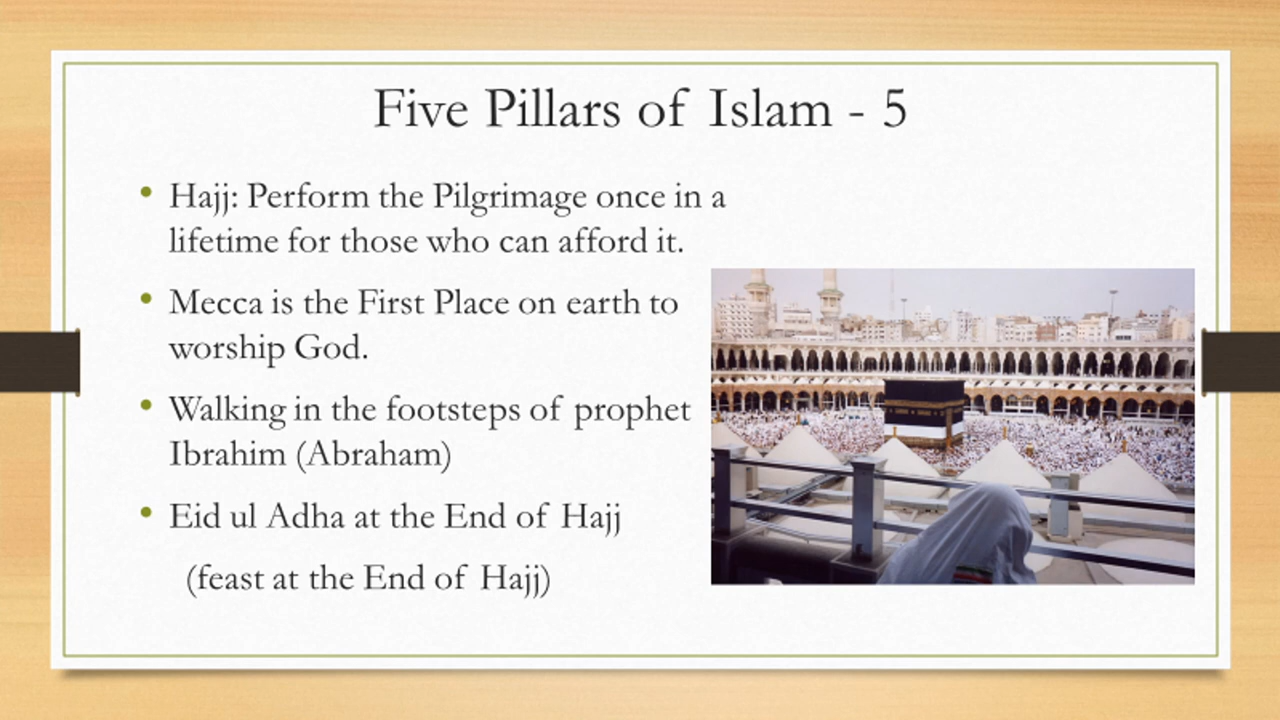 Five Pillars of Islam - 5
• Hajj: Perform the Pilgrimage once in a
lifetime for those who can afford it.
• Mecca is the First Place on earth to
worship God.
• Walking in the footsteps of prophet
Ibrahim (Abraham)
• Eid ul Adha at the End of Hajj
(feast at the End of Hajj)